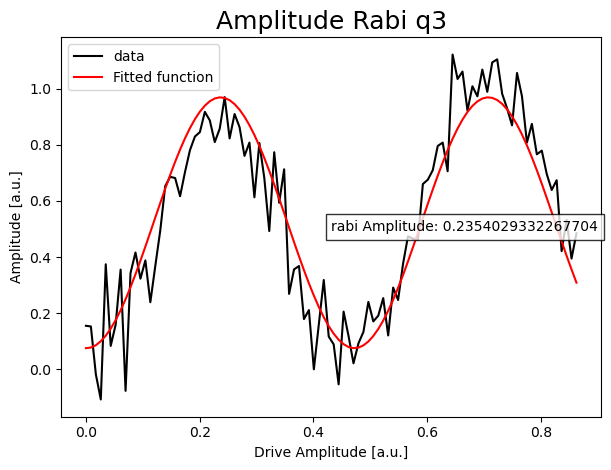 Amplitude Rabi q3
data
Fitted function
rabi Amplitude: 0.2354029332267704
Amplitude [a.u.]
1.0
0.8
0.6
0.4
0.2
0.0
0.0 0.2 0.4 0.6 0.8
Drive Amplitude [a.u.]